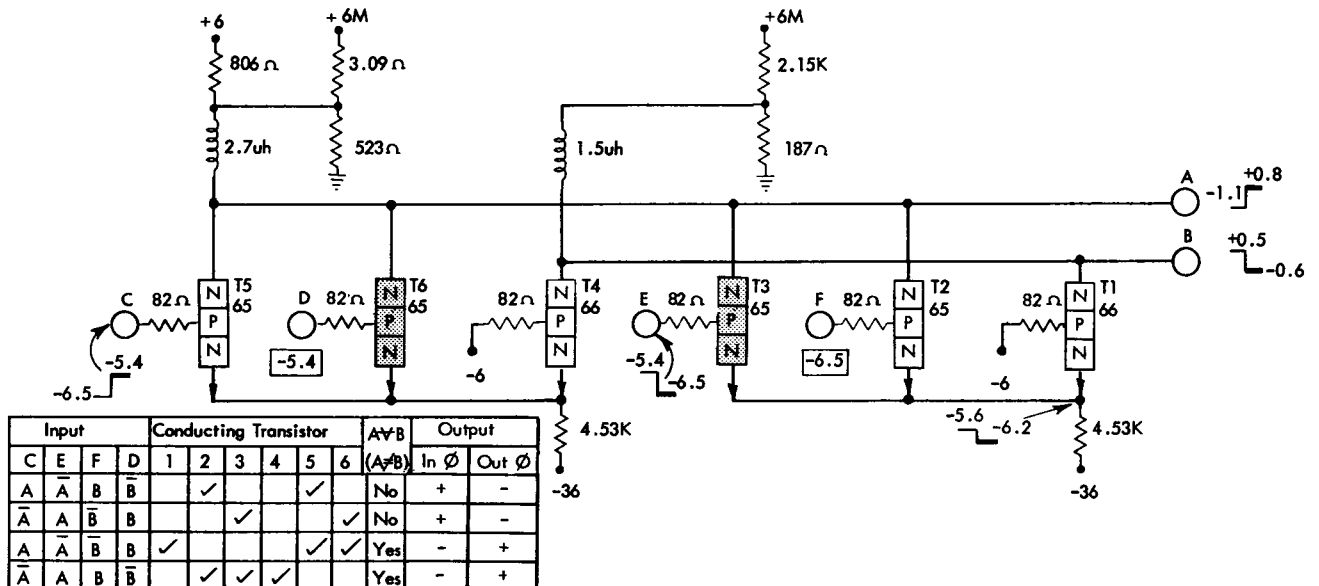 +6
+6M
+6M
806Ω
3.09Ω
2.15K
2.7uh
523Ω
1.5uh
187Ω
A
-1.1
+0.8
B
+0.5
-0.6
C
82Ω
N
P
N
T5
65
D
82Ω
N
P
N
T6
65
82Ω
N
P
N
T4
66
E
82Ω
N
P
N
T3
65
F
82Ω
N
P
N
T2
65
82Ω
N
P
N
T1
66
-5.4
-6.5
-5.4
-6
-5.4
-6.5
-6.5
-6
-5.6
-6.2
4.53K
-36
4.53K
-36
Input Conducting Transistor A∀B Output
C E F D 1 2 3 4 5 6 (A≠B) In Ø Out Ø
A A̅ B B̅ ✓ ✓ No + -
A̅ A B̅ B ✓ ✓ No + -
A A̅ B̅ B ✓ ✓ ✓ Yes - +
A̅ A B B̅ ✓ ✓ ✓ Yes - +